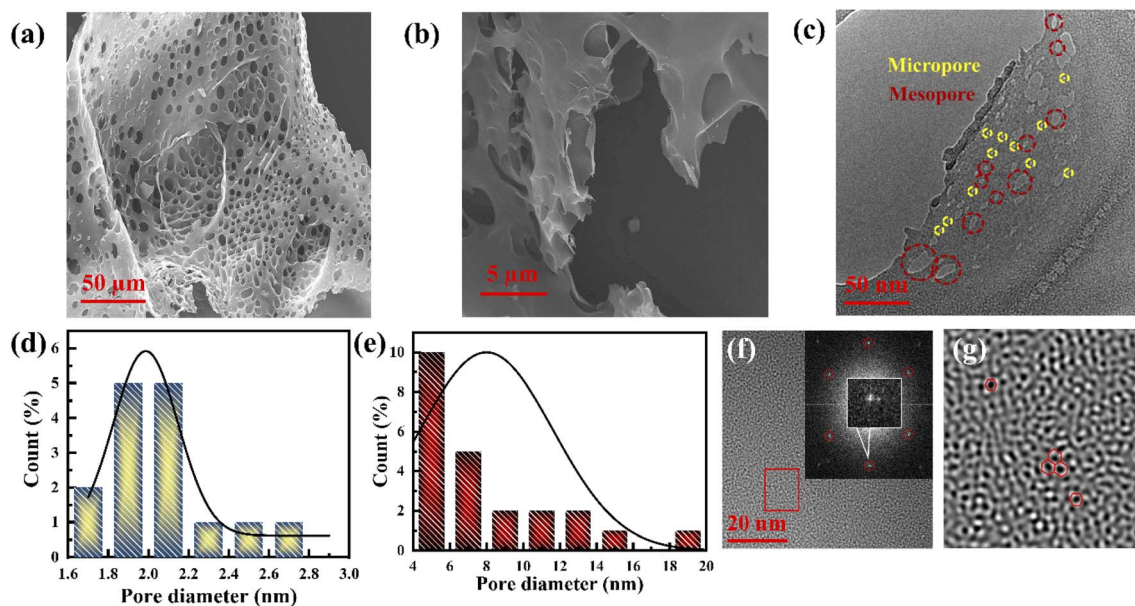 (a)
50 µm
(b)
5 µm
(c)
Micropore
Mesopore
50 nm
(d)
Count (%)
6
5
4
3
2
1
0
1.6 1.8 2.0 2.2 2.4 2.6 2.8 3.0
Pore diameter (nm)
(e)
Count (%)
10
8
6
4
2
0
4 6 8 10 12 14 16 18 20
Pore diameter (nm)
(f)
20 nm
(g)